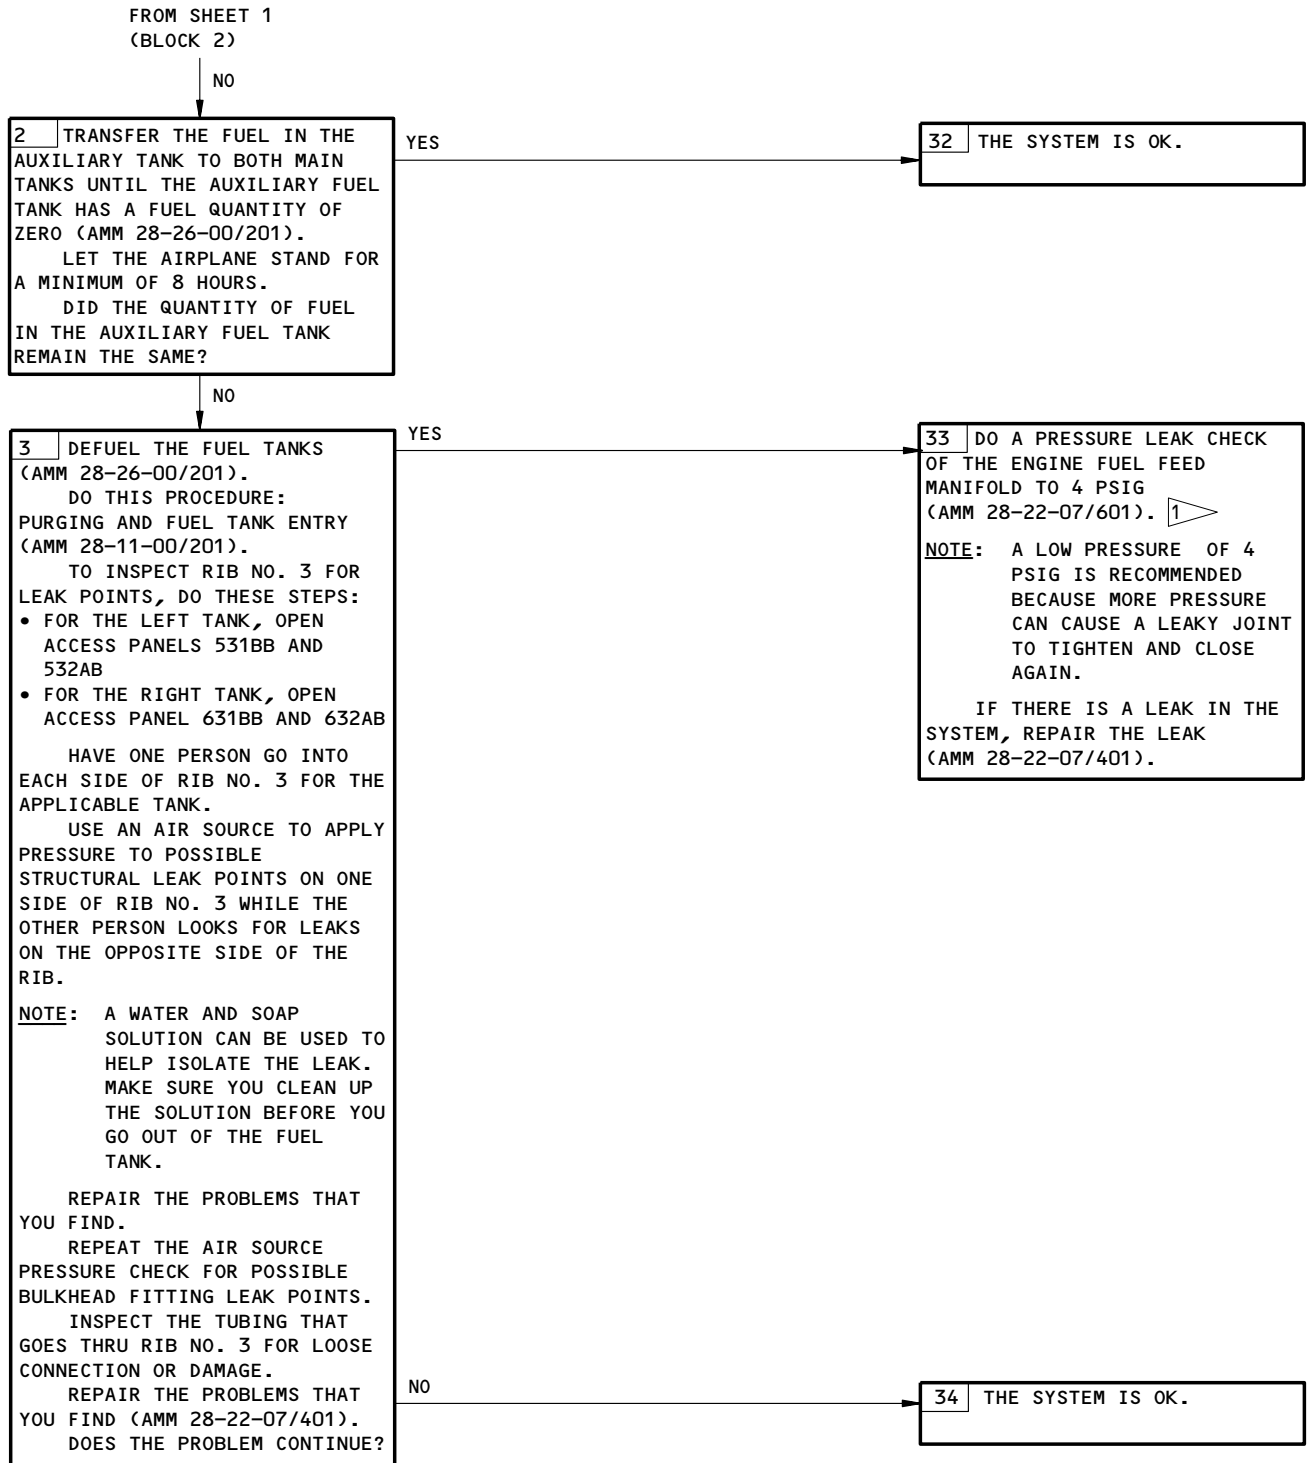 FROM SHEET 1
(BLOCK 2)
NO
2 TRANSFER THE FUEL IN THE
AUXILIARY TANK TO BOTH MAIN
TANKS UNTIL THE AUXILIARY FUEL
TANK HAS A FUEL QUANTITY OF
ZERO (AMM 28-26-00/201).
LET THE AIRPLANE STAND FOR
A MINIMUM OF 8 HOURS.
DID THE QUANTITY OF FUEL
IN THE AUXILIARY FUEL TANK
REMAIN THE SAME?
YES
32 THE SYSTEM IS OK.
NO
3 DEFUEL THE FUEL TANKS
(AMM 28-26-00/201).
DO THIS PROCEDURE:
PURGING AND FUEL TANK ENTRY
(AMM 28-11-00/201).
TO INSPECT RIB NO. 3 FOR
LEAK POINTS, DO THESE STEPS:
• FOR THE LEFT TANK, OPEN
ACCESS PANELS 531BB AND
532AB
• FOR THE RIGHT TANK, OPEN
ACCESS PANEL 631BB AND 632AB
HAVE ONE PERSON GO INTO
EACH SIDE OF RIB NO. 3 FOR THE
APPLICABLE TANK.
USE AN AIR SOURCE TO APPLY
PRESSURE TO POSSIBLE
STRUCTURAL LEAK POINTS ON ONE
SIDE OF RIB NO. 3 WHILE THE
OTHER PERSON LOOKS FOR LEAKS
ON THE OPPOSITE SIDE OF THE
RIB.
NOTE: A WATER AND SOAP
SOLUTION CAN BE USED TO
HELP ISOLATE THE LEAK.
MAKE SURE YOU CLEAN UP
THE SOLUTION BEFORE YOU
GO OUT OF THE FUEL
TANK.
REPAIR THE PROBLEMS THAT
YOU FIND.
REPEAT THE AIR SOURCE
PRESSURE CHECK FOR POSSIBLE
BULKHEAD FITTING LEAK POINTS.
INSPECT THE TUBING THAT
GOES THRU RIB NO. 3 FOR LOOSE
CONNECTION OR DAMAGE.
REPAIR THE PROBLEMS THAT
YOU FIND (AMM 28-22-07/401).
DOES THE PROBLEM CONTINUE?
YES
33 DO A PRESSURE LEAK CHECK
OF THE ENGINE FUEL FEED
MANIFOLD TO 4 PSIG
(AMM 28-22-07/601). 1
NOTE: A LOW PRESSURE OF 4
PSIG IS RECOMMENDED
BECAUSE MORE PRESSURE
CAN CAUSE A LEAKY JOINT
TO TIGHTEN AND CLOSE
AGAIN.
IF THERE IS A LEAK IN THE
SYSTEM, REPAIR THE LEAK
(AMM 28-22-07/401).
NO
34 THE SYSTEM IS OK.